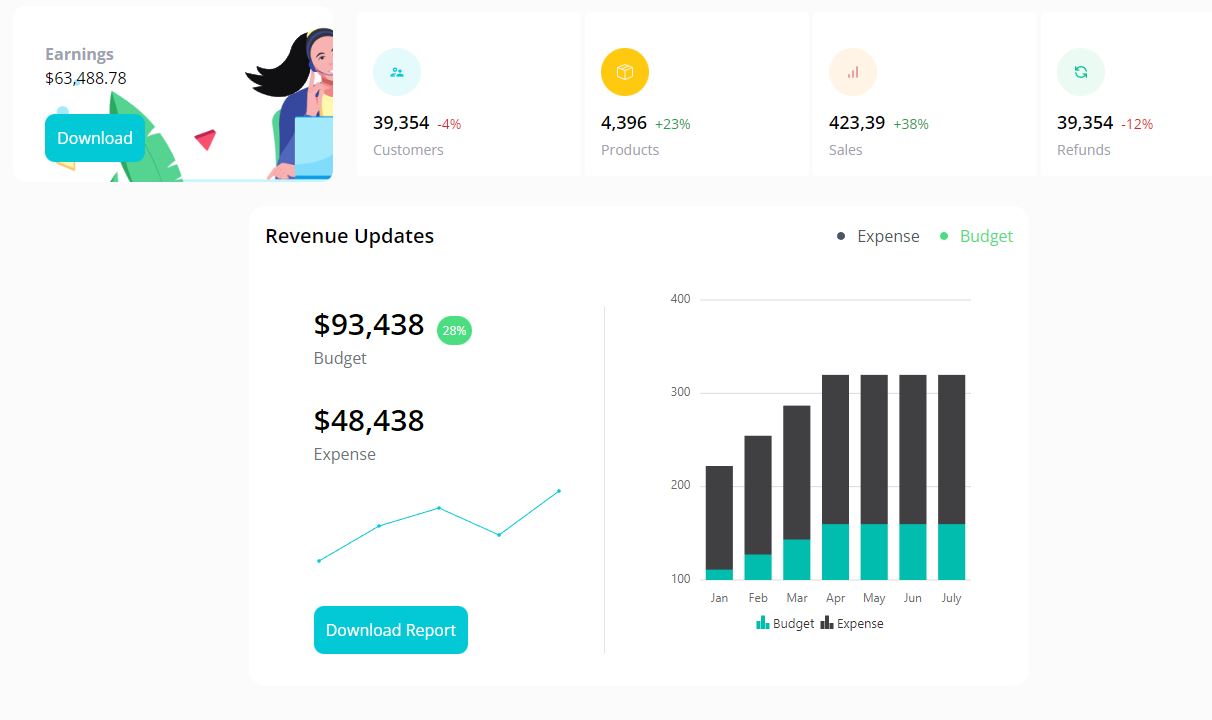 Earnings
$63,488.78
Download
39,354 -4%
Customers
4,396 +23%
Products
423,39 +38%
Sales
39,354 -12%
Refunds
Revenue Updates
Expense
Budget
$93,438 28%
Budget
$48,438
Expense
Download Report
400
300
200
100
Jan Feb Mar Apr May Jun July
Budget Expense